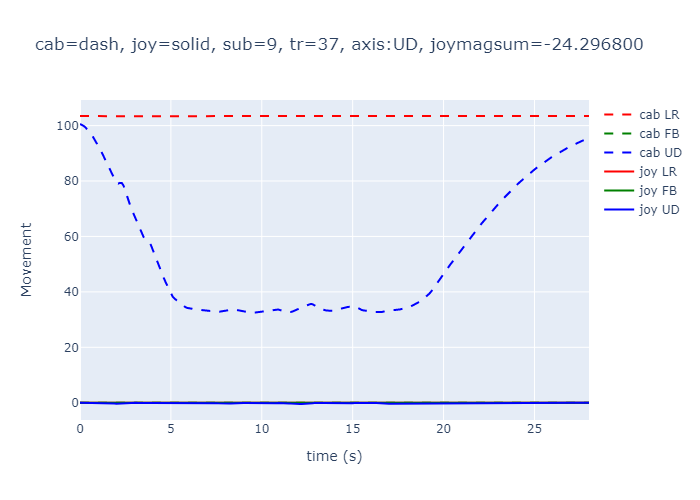 cab=dash, joy=solid, sub=9, tr=37, axis:UD, joymagsum=-24.296800
Movement
100
80
60
40
20
0
0 5 10 15 20 25
time (s)
cab LR
cab FB
cab UD
joy LR
joy FB
joy UD